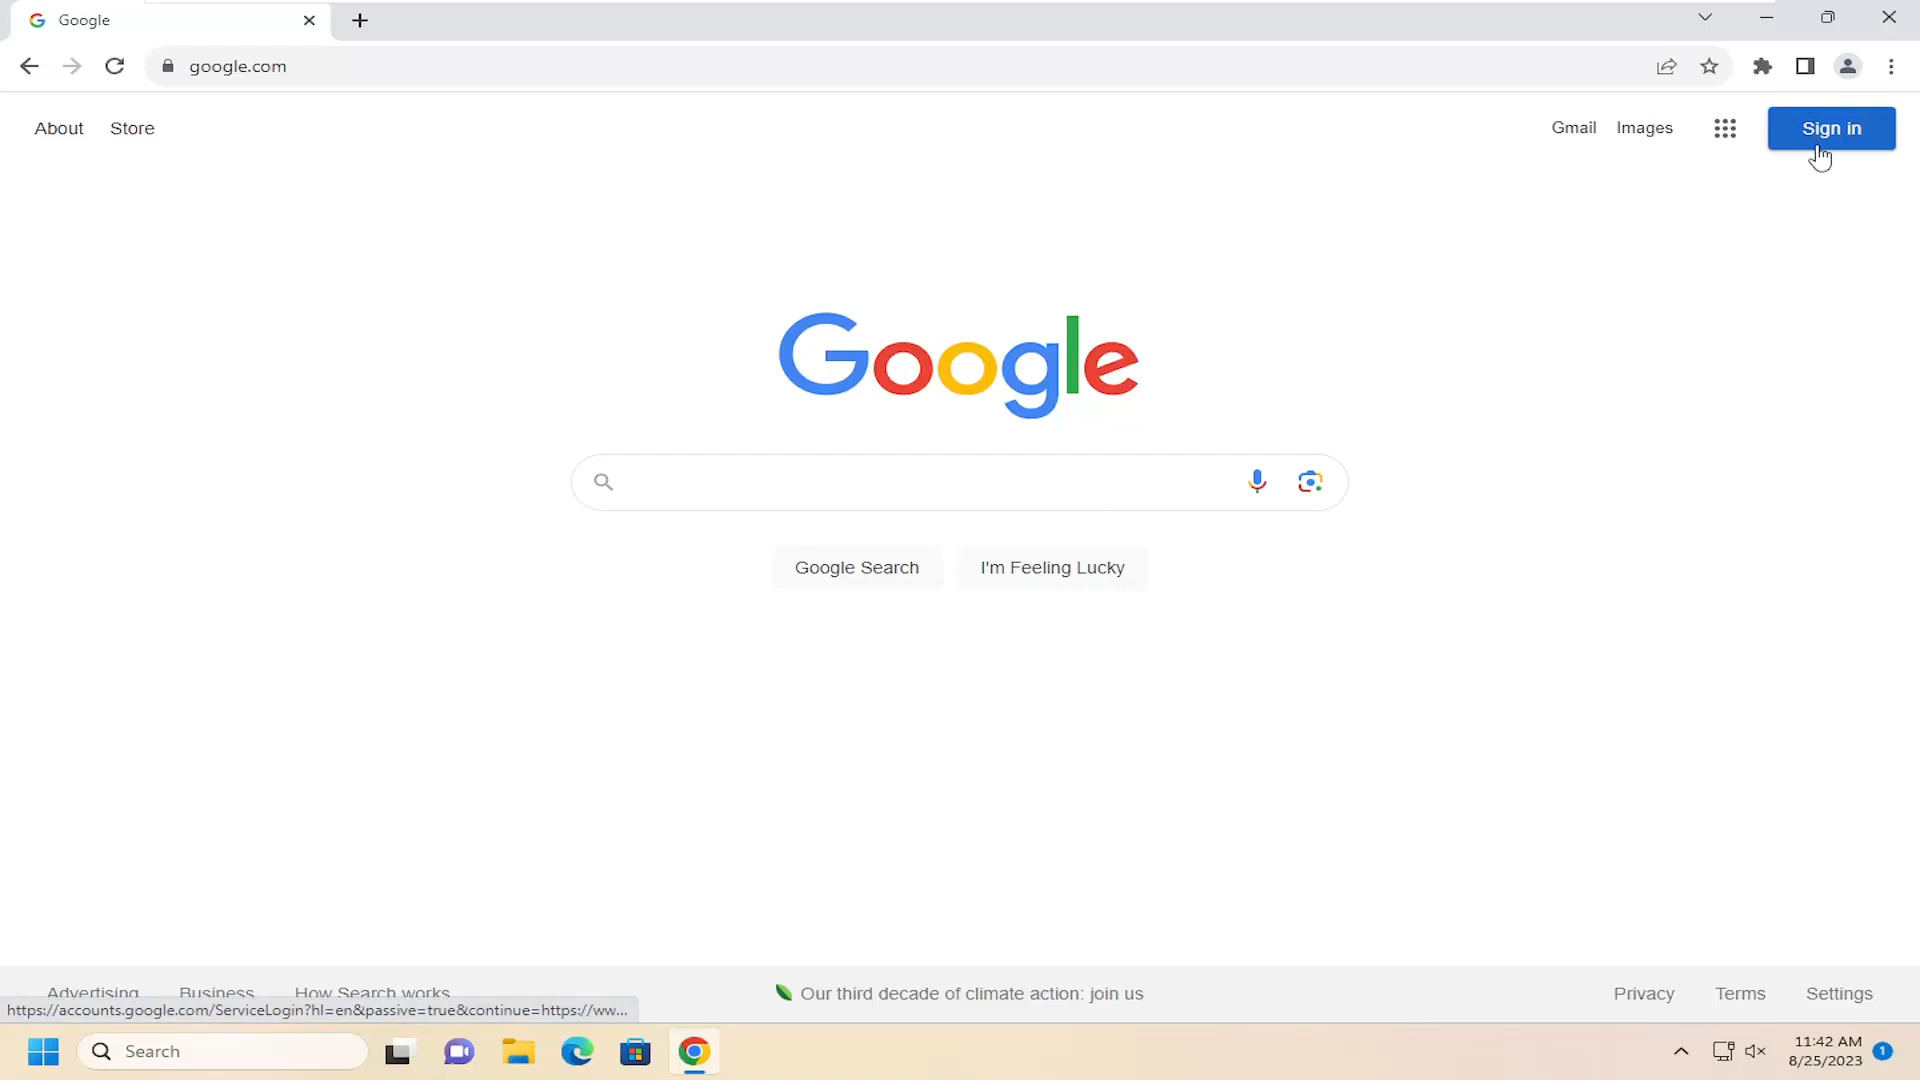 Google
google.com
About Store
Gmail Images Sign in
Google
Google Search I'm Feeling Lucky
Advertising Business How Search works
Our third decade of climate action: join us
Privacy Terms Settings
https://accounts.google.com/ServiceLogin?hl=en&passive=true&continue=https://ww...
Search
11:42 AM
8/25/2023
1